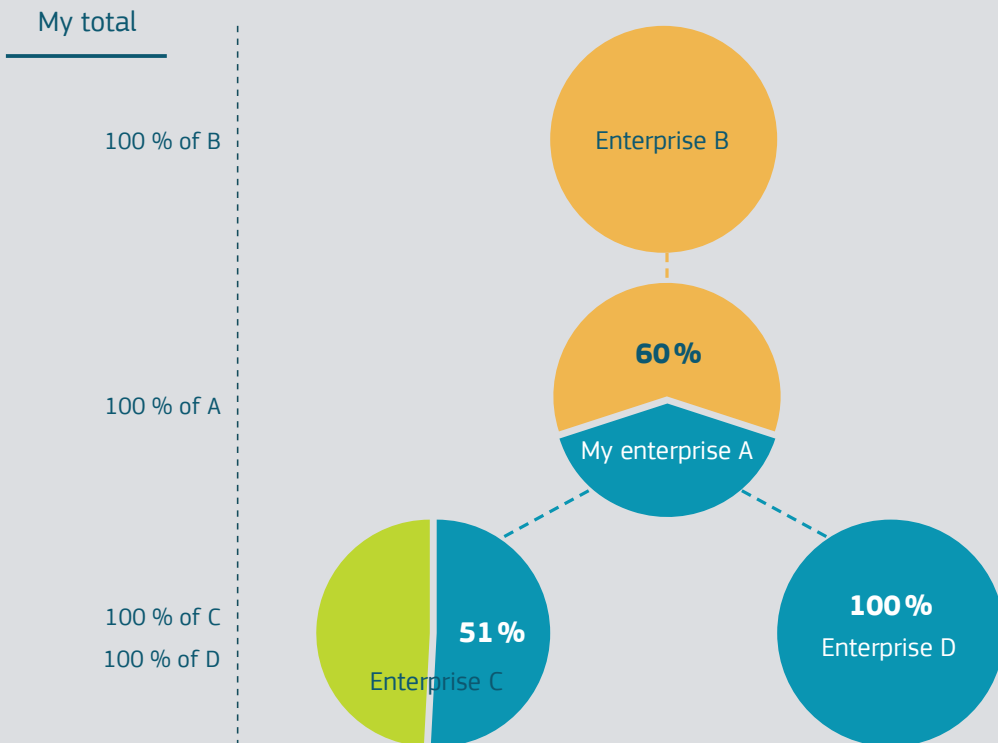 My total
100 % of B
Enterprise B
60 %
100 % of A
My enterprise A
100 % of C
100 % of D
51 %
Enterprise C
100 %
Enterprise D